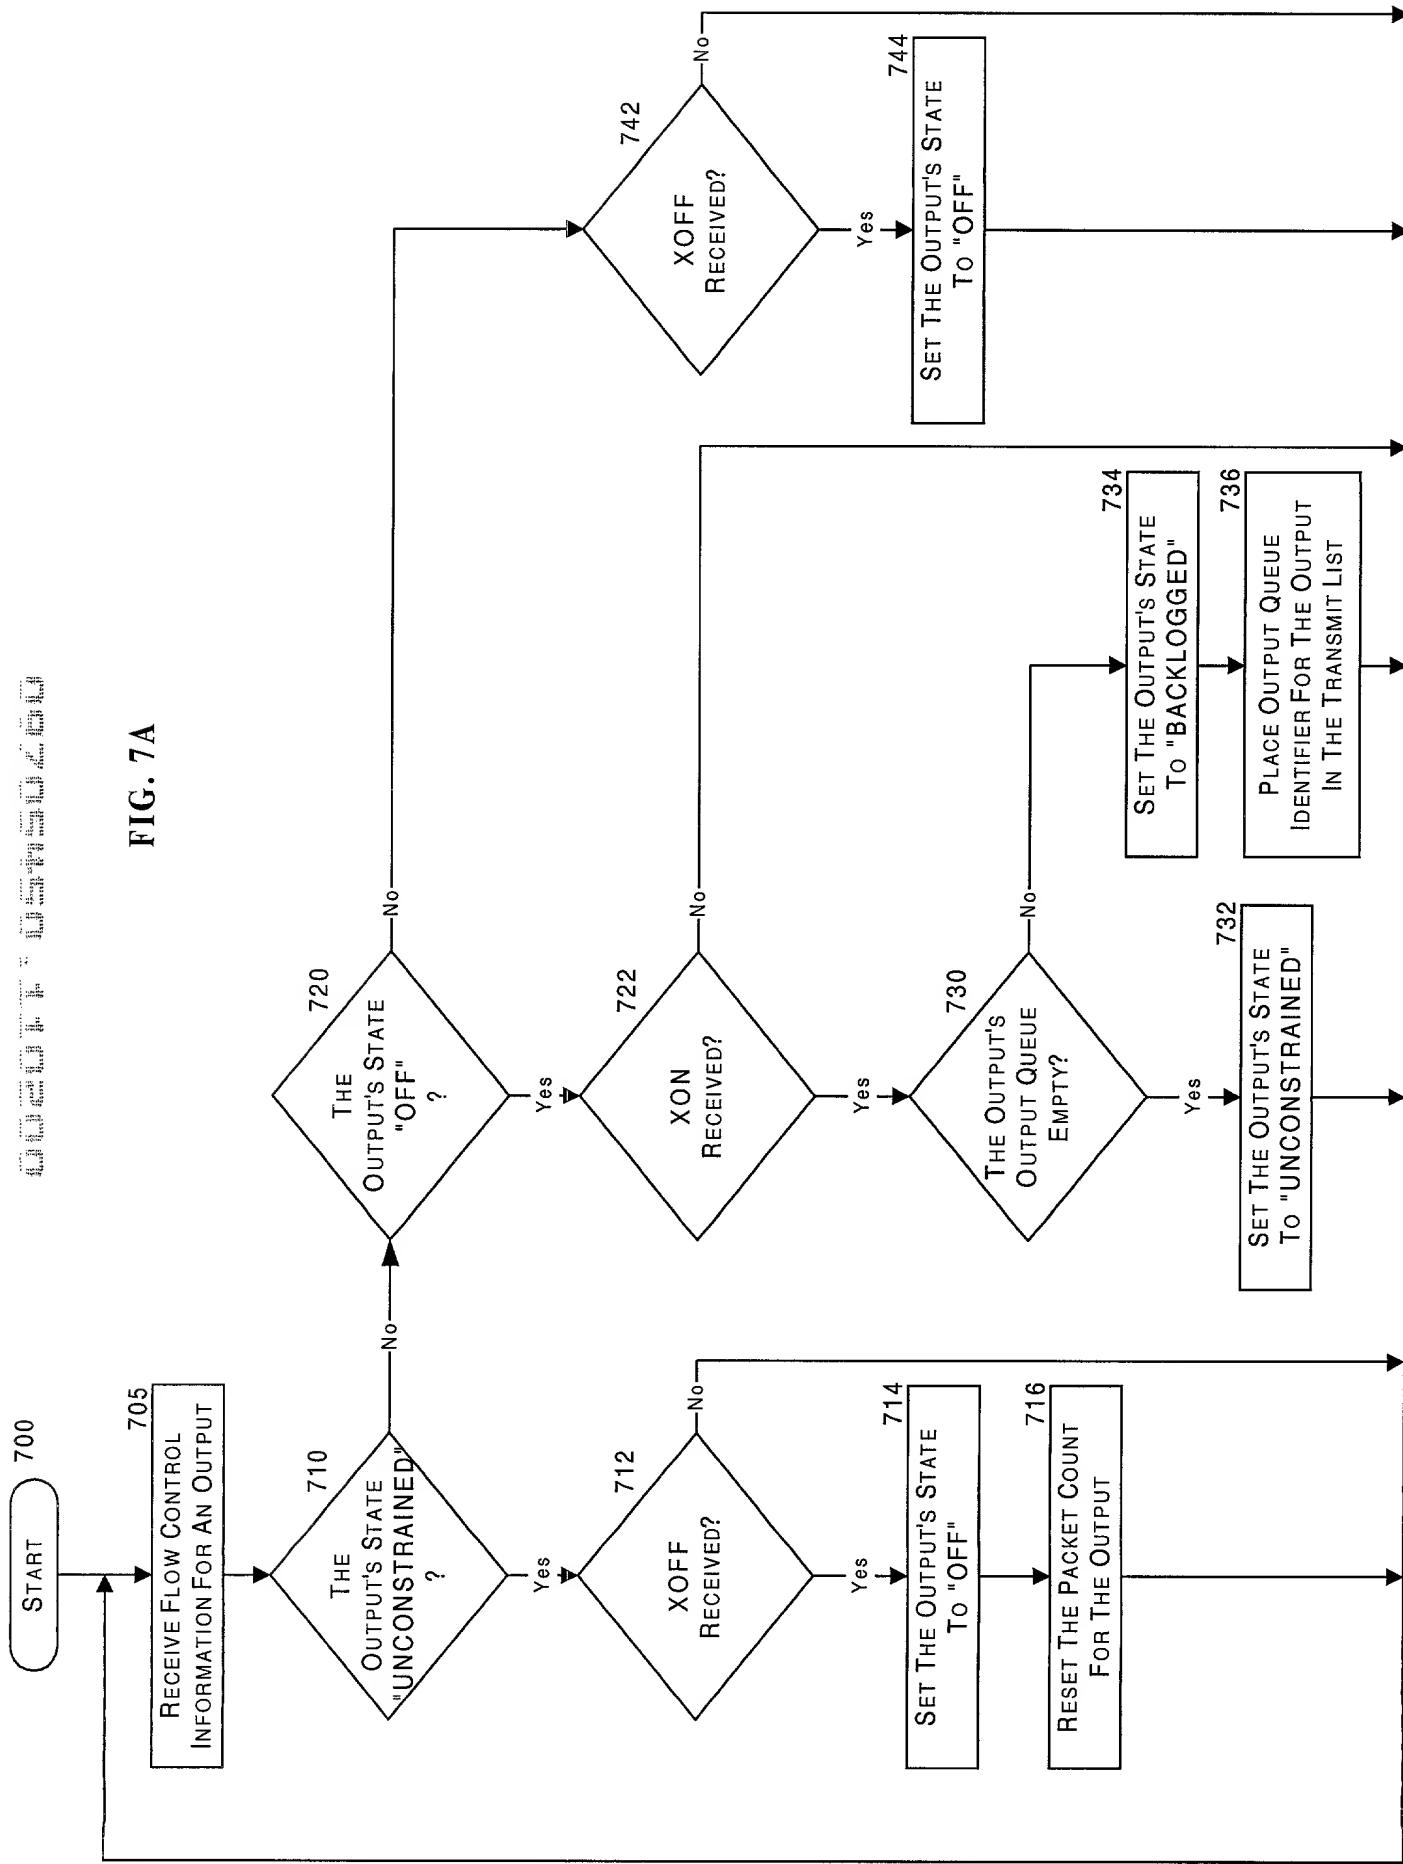 FIG. 7A
START
700
705
RECEIVE FLOW CONTROL
INFORMATION FOR AN OUTPUT
710
THE
OUTPUT'S STATE
"UNCONSTRAINED"
?
No
Yes
712
XOFF
RECEIVED?
No
Yes
714
SET THE OUTPUT'S STATE
TO "OFF"
716
RESET THE PACKET COUNT
FOR THE OUTPUT
720
THE
OUTPUT'S STATE
"OFF"
?
No
Yes
722
XON
RECEIVED?
No
Yes
730
THE OUTPUT'S
OUTPUT QUEUE
EMPTY?
No
Yes
732
SET THE OUTPUT'S STATE
TO "UNCONSTRAINED"
734
SET THE OUTPUT'S STATE
TO "BACKLOGGED"
736
PLACE OUTPUT QUEUE
IDENTIFIER FOR THE OUTPUT
IN THE TRANSMIT LIST
742
XOFF
RECEIVED?
No
Yes
744
SET THE OUTPUT'S STATE
TO "OFF"